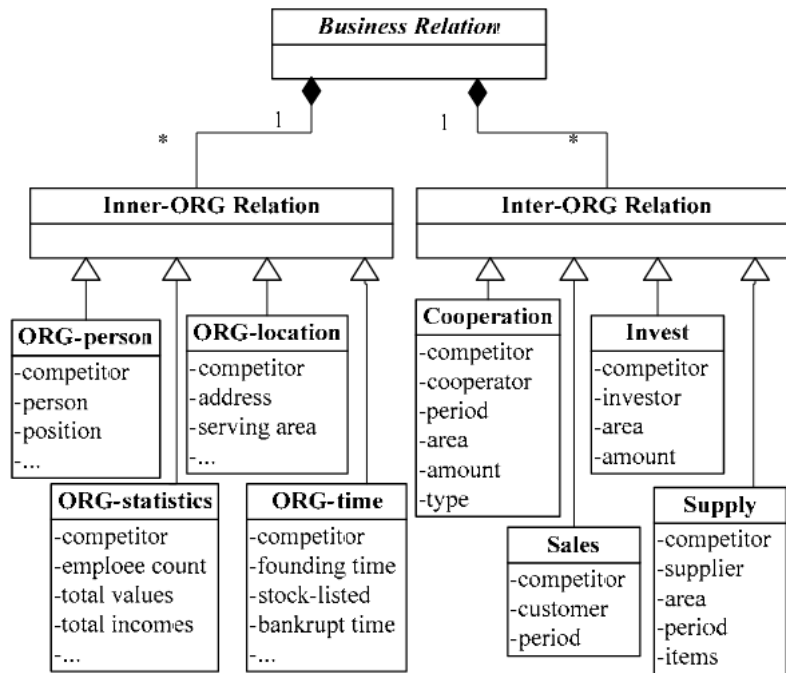 Business Relation
1
1
*
*
Inner-ORG Relation
Inter-ORG Relation
ORG-person
-competitor
-person
-position
-...
ORG-location
-competitor
-address
-serving area
-...
Cooperation
-competitor
-cooperator
-period
-area
-amount
-type
Invest
-competitor
-investor
-area
-amount
ORG-statistics
-competitor
-emploee count
-total values
-total incomes
-...
ORG-time
-competitor
-founding time
-stock-listed
-bankrupt time
-...
Sales
-competitor
-customer
-period
Supply
-competitor
-supplier
-area
-period
-items